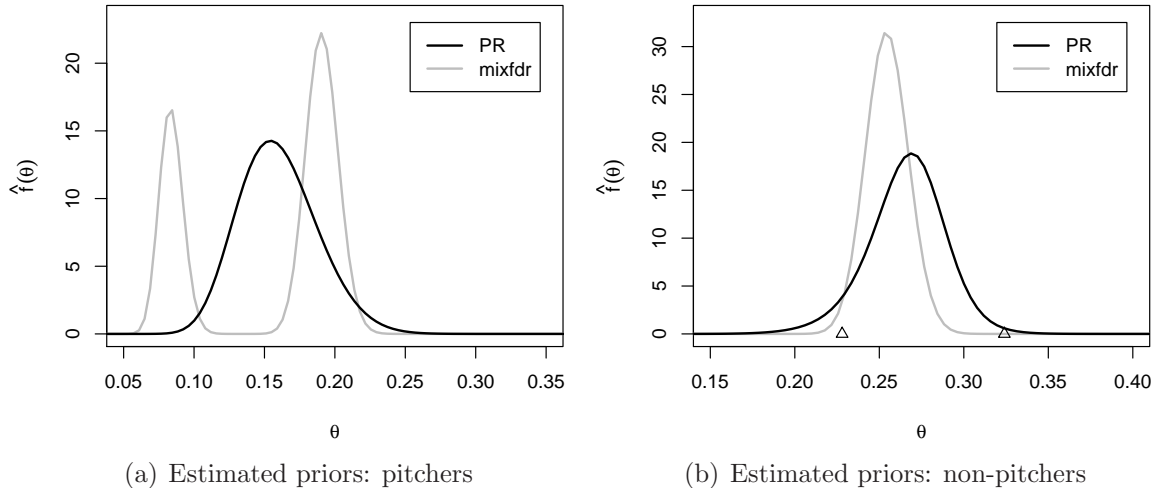 PR
mixfdr
20
15
10
5
0
f̂(θ)
0.05 0.10 0.15 0.20 0.25 0.30 0.35
θ
(a) Estimated priors: pitchers
PR
mixfdr
30
25
20
15
10
5
0
f̂(θ)
0.15 0.20 0.25 0.30 0.35 0.40
θ
(b) Estimated priors: non-pitchers